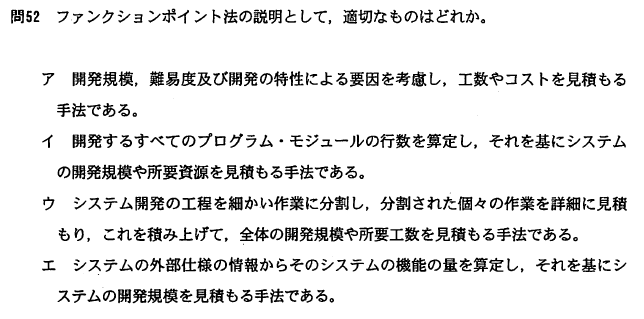 問52 ファンクションポイント法の説明として，適切なものはどれか。
ア 開発規模，難易度及び開発の特性による要因を考慮し，工数やコストを見積もる
手法である。
イ 開発するすべてのプログラム・モジュールの行数を算定し，それを基にシステム
の開発規模や所要資源を見積もる手法である。
ウ システム開発の工程を細かい作業に分割し，分割された個々の作業を詳細に見積
もり，これを積み上げて，全体の開発規模や所要工数を見積もる手法である。
エ システムの外部仕様の情報からそのシステムの機能の量を算定し，それを基にシ
ステムの開発規模を見積もる手法である。